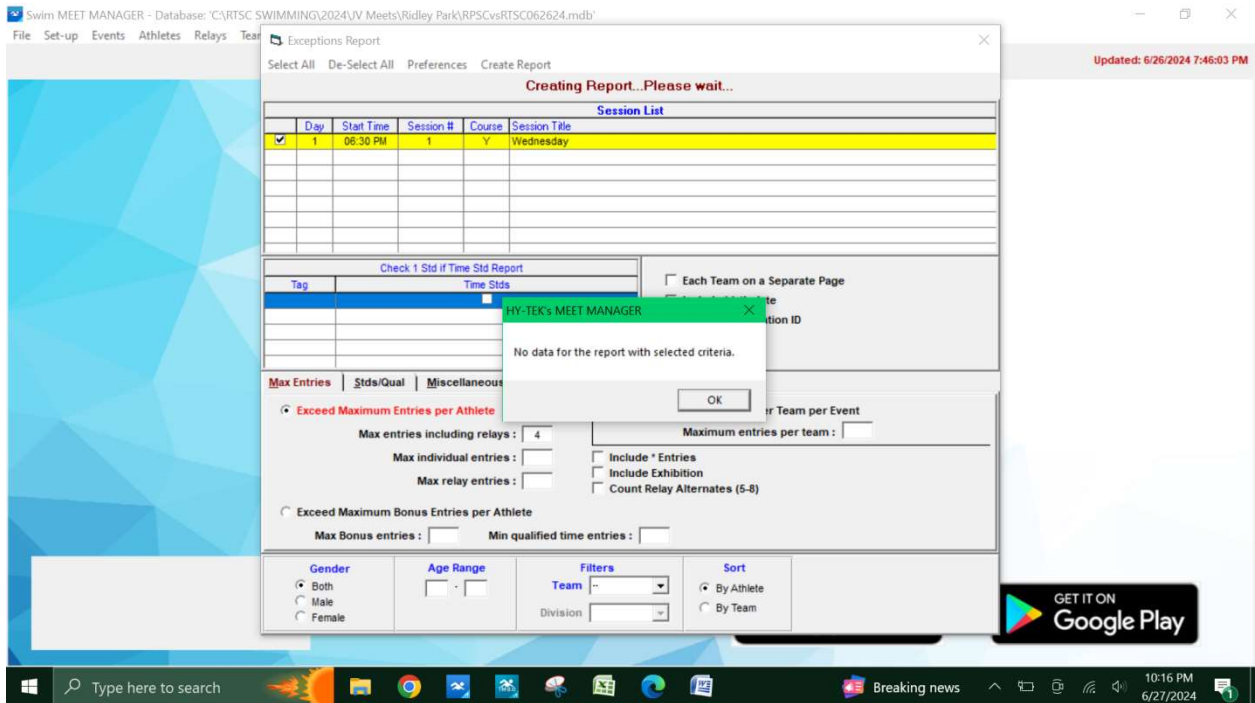 Swim MEET MANAGER - Database: 'C:\RTSC SWIMMING\2024\JV Meets\Ridley Park\RPSCvsRTSC062624.mdb'
File Set-up Events Athletes Relays
Exceptions Report
Select All De-Select All Preferences Create Report
Updated: 6/26/2024 7:46:03 PM
Creating Report...Please wait...
Session List
Day Start Time Session # Course Session Title
1 06:30 PM 1 Y Wednesday
Check 1 Std if Time Std Report
Tag Time Stds
Each Team on a Separate Page
HY-TEK's MEET MANAGER
No data for the report with selected criteria.
OK
Max Entries Stds/Qual Miscellaneous
Exceed Maximum Entries per Athlete
per Team per Event
Max entries including relays : 4
Maximum entries per team :
Max individual entries :
Include * Entries
Include Exhibition
Max relay entries :
Count Relay Alternates (5-8)
Exceed Maximum Bonus Entries per Athlete
Max Bonus entries :
Min qualified time entries :
Gender Age Range Filters Sort
Both - Team -- By Athlete
Male
Female Division By Team
GET IT ON
Google Play
Type here to search
Breaking news
10:16 PM
6/27/2024
1